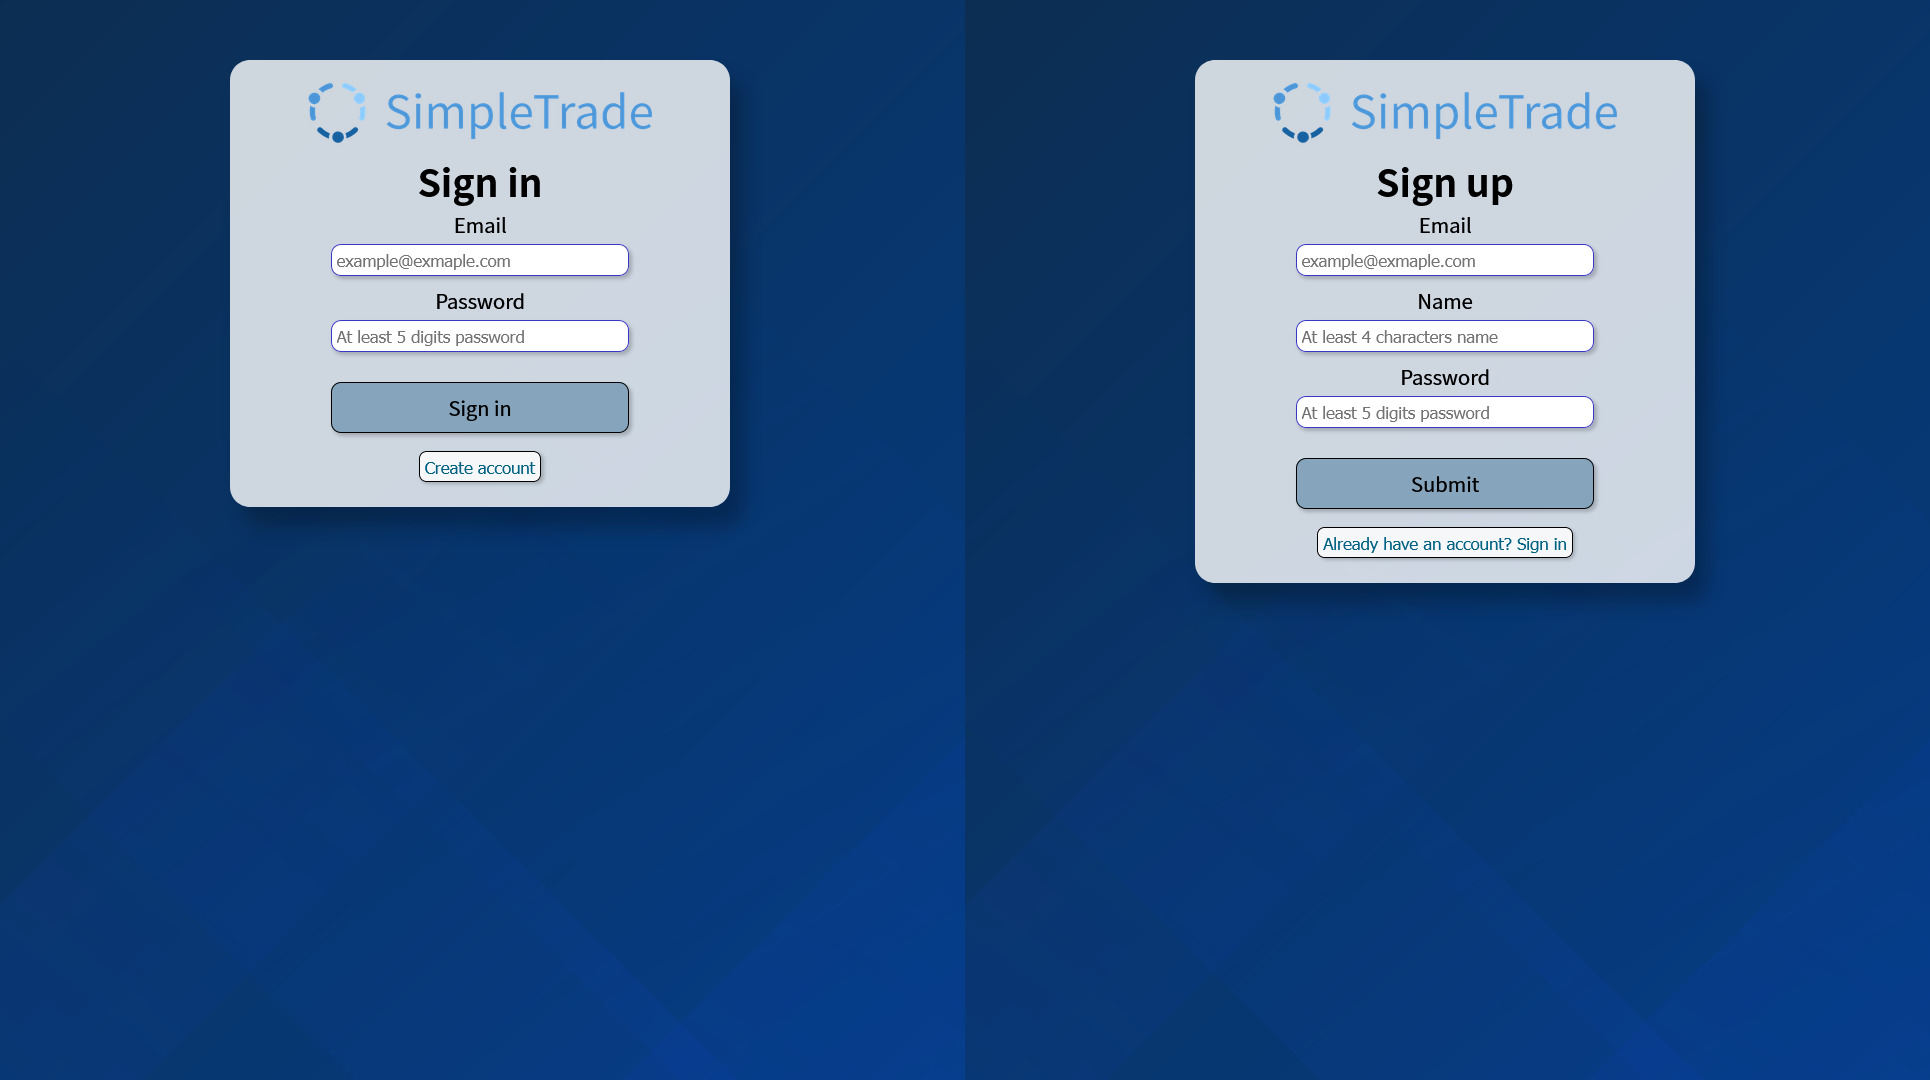 SimpleTrade
Sign in
Email
example@exmaple.com
Password
At least 5 digits password
Sign in
Create account
SimpleTrade
Sign up
Email
example@exmaple.com
Name
At least 4 characters name
Password
At least 5 digits password
Submit
Already have an account? Sign in